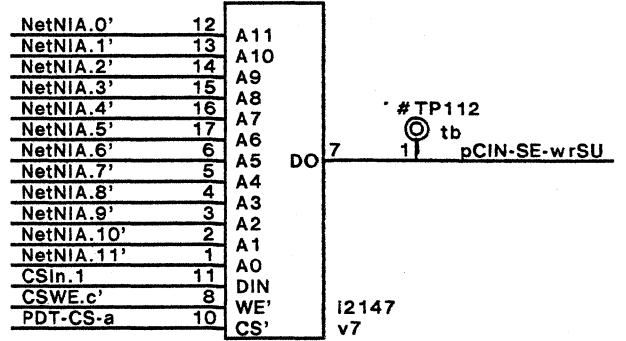 NetNIA.0' 12 A11
NetNIA.1' 13 A10
NetNIA.2' 14 A9
NetNIA.3' 15 A8
NetNIA.4' 16 A7
NetNIA.5' 17 A6
NetNIA.6' 6 A5 DO 7
NetNIA.7' 5 A4
NetNIA.8' 4 A3
NetNIA.9' 3 A2
NetNIA.10' 2 A1
NetNIA.11' 1 A0
CSIn.1 11 DIN
CSWE.c' 8 WE' i2147
PDT-CS-a 10 CS' v7
#TP112
tb
1 pCIN-SE-wrSU